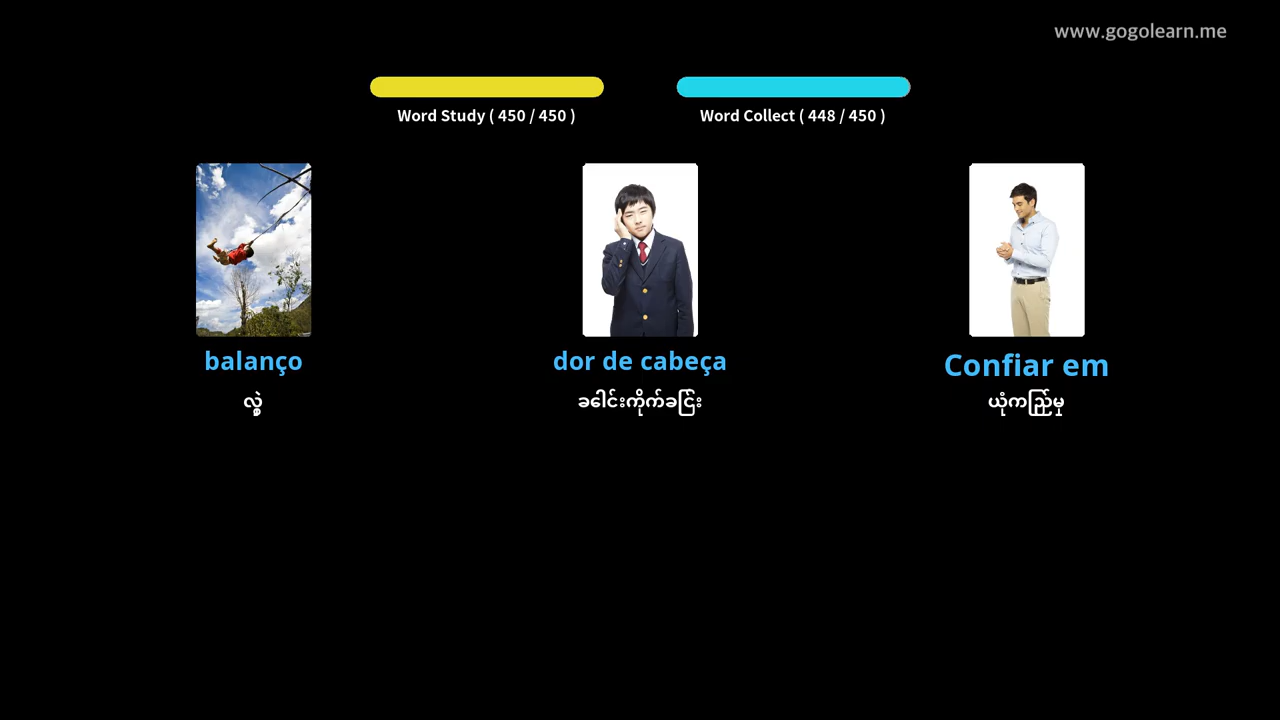 www.gogolearn.me
Word Study ( 450 / 450 )
Word Collect ( 448 / 450 )
balanço
dor de cabeça
Confiar em
လွှဲ
ခေါင်းကိုက်ခြင်း
ယုံကြည်မှု